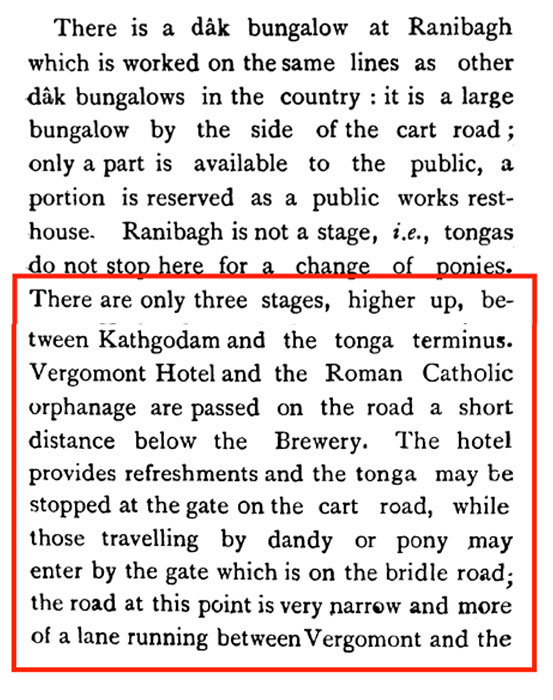 There is a dâk bungalow at Ranibagh
which is worked on the same lines as other
dâk bungalows in the country : it is a large
bungalow by the side of the cart road ;
only a part is available to the public, a
portion is reserved as a public works rest-
house. Ranibagh is not a stage, i.e., tongas
do not stop here for a change of ponies.
There are only three stages, higher up, be-
tween Kathgodam and the tonga terminus.
Vergomont Hotel and the Roman Catholic
orphanage are passed on the road a short
distance below the Brewery. The hotel
provides refreshments and the tonga may be
stopped at the gate on the cart road, while
those travelling by dandy or pony may
enter by the gate which is on the bridle road;
the road at this point is very narrow and more
of a lane running between Vergomont and the